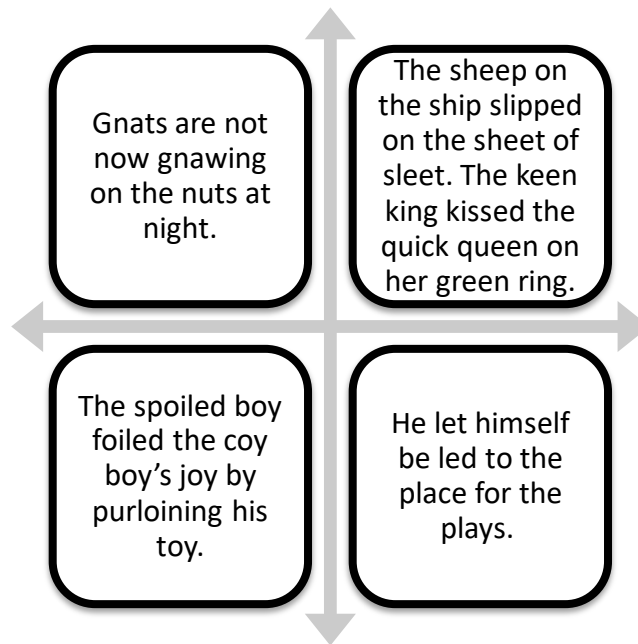 Gnats are not
now gnawing
on the nuts at
night.
The sheep on
the ship slipped
on the sheet of
sleet. The keen
king kissed the
quick queen on
her green ring.
The spoiled boy
foiled the coy
boy’s joy by
purloining his
toy.
He let himself
be led to the
place for the
plays.